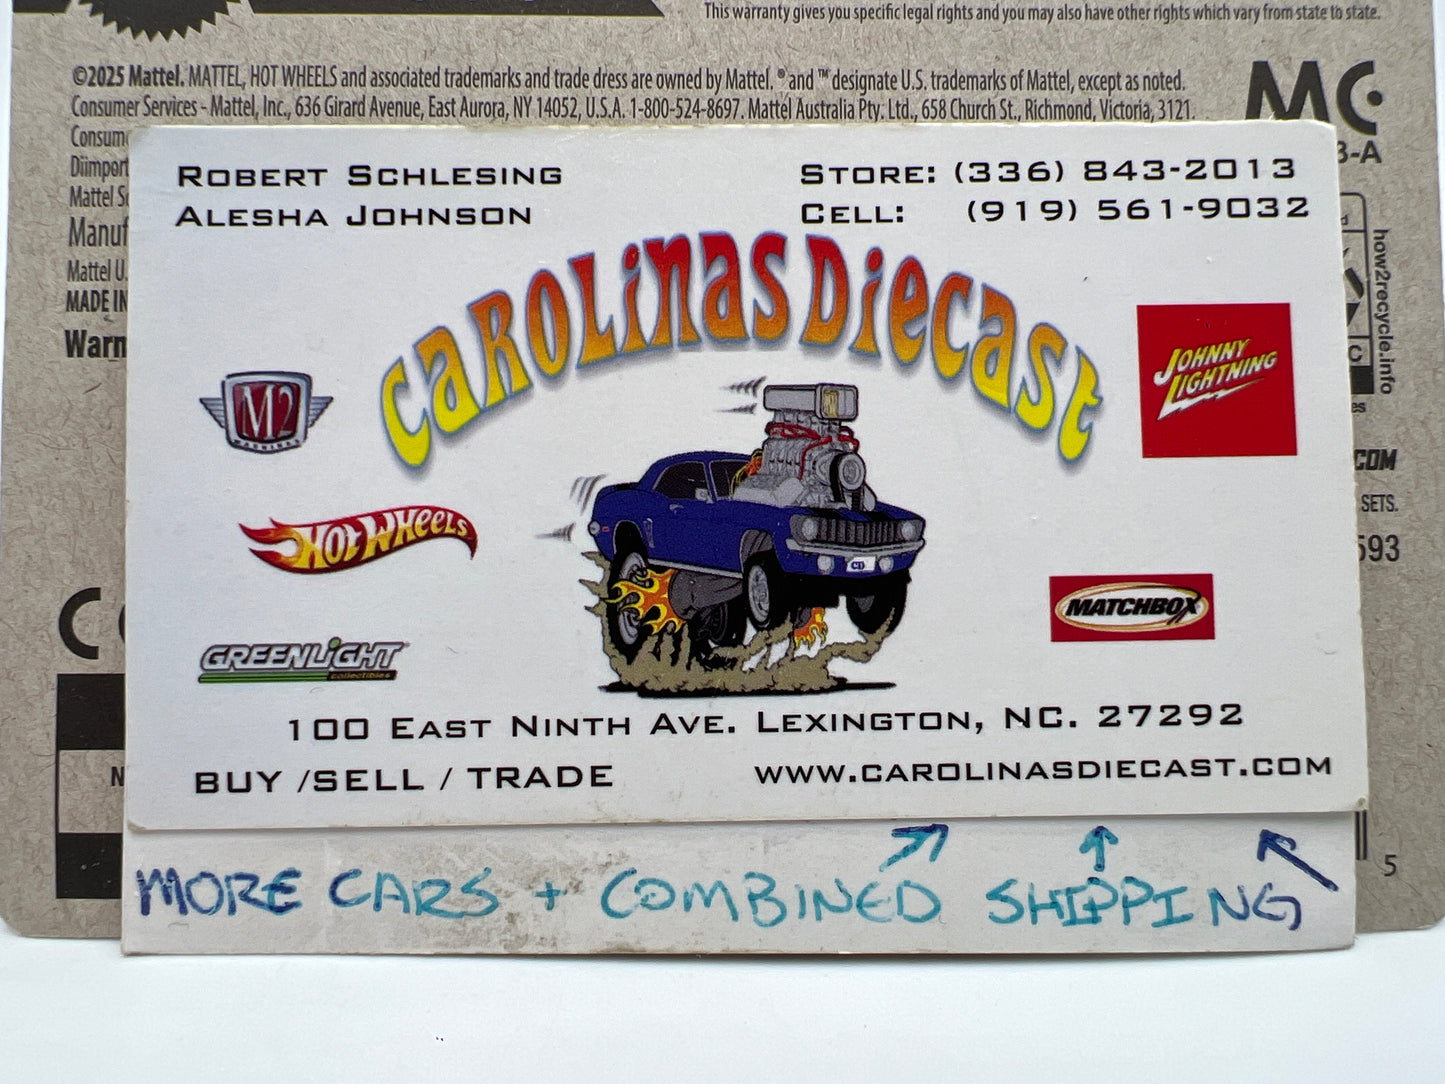 This warranty gives you specific legal rights and you may also have other rights which vary from state to state.
©2025 Mattel. MATTEL, HOT WHEELS and associated trademarks and trade dress are owned by Mattel. ® and ™ designate U.S. trademarks of Mattel, except as noted.
Consumer Services - Mattel, Inc., 636 Girard Avenue, East Aurora, NY 14052, U.S.A. 1-800-524-8697. Mattel Australia Pty. Ltd., 658 Church St., Richmond, Victoria, 3121.
MADE IN
how2recycle.info
SETS.
ROBERT SCHLESING
STORE: (336) 843-2013
ALESHA JOHNSON
CELL: (919) 561-9032
CAROLINAS DIECAST
M2
MACHINES
JOHNNY
LIGHTNING
HOT WHEELS
MATCHBOX
GREENLIGHT
collectibles
100 EAST NINTH AVE. LEXINGTON, NC. 27292
BUY /SELL / TRADE
WWW.CAROLINASDIECAST.COM
MORE CARS + COMBINED SHIPPING
5